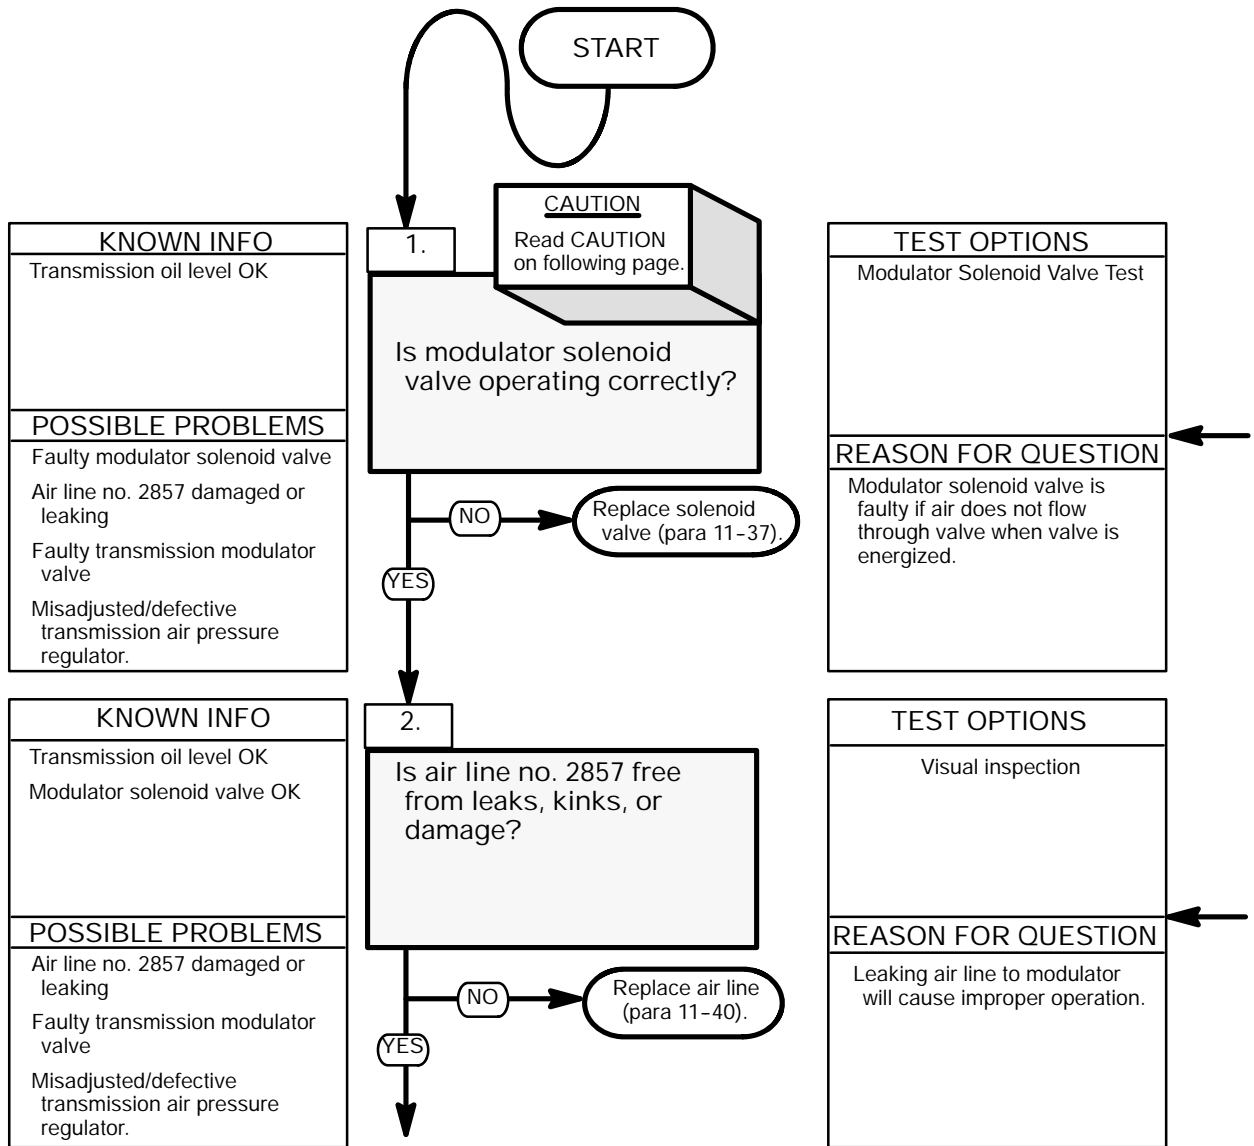 START
CAUTION
Read CAUTION
on following page.
KNOWN INFO
Transmission oil level OK
POSSIBLE PROBLEMS
Faulty modulator solenoid valve
Air line no. 2857 damaged or
leaking
Faulty transmission modulator
valve
Misadjusted/defective
transmission air pressure
regulator.
1.
Is modulator solenoid
valve operating correctly?
NO
Replace solenoid
valve (para 11-37).
YES
TEST OPTIONS
Modulator Solenoid Valve Test
REASON FOR QUESTION
Modulator solenoid valve is
faulty if air does not flow
through valve when valve is
energized.
KNOWN INFO
Transmission oil level OK
Modulator solenoid valve OK
POSSIBLE PROBLEMS
Air line no. 2857 damaged or
leaking
Faulty transmission modulator
valve
Misadjusted/defective
transmission air pressure
regulator.
2.
Is air line no. 2857 free
from leaks, kinks, or
damage?
NO
Replace air line
(para 11-40).
YES
TEST OPTIONS
Visual inspection
REASON FOR QUESTION
Leaking air line to modulator
will cause improper operation.